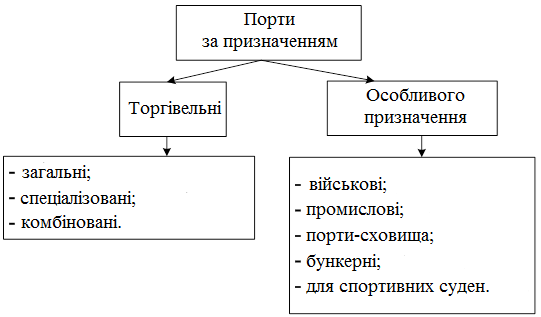 Порти
за призначенням
Торгівельні
Особливого
призначення
- загальні;
- спеціалізовані;
- комбіновані.
- військові;
- промислові;
- порти-сховища;
- бункерні;
- для спортивних суден.